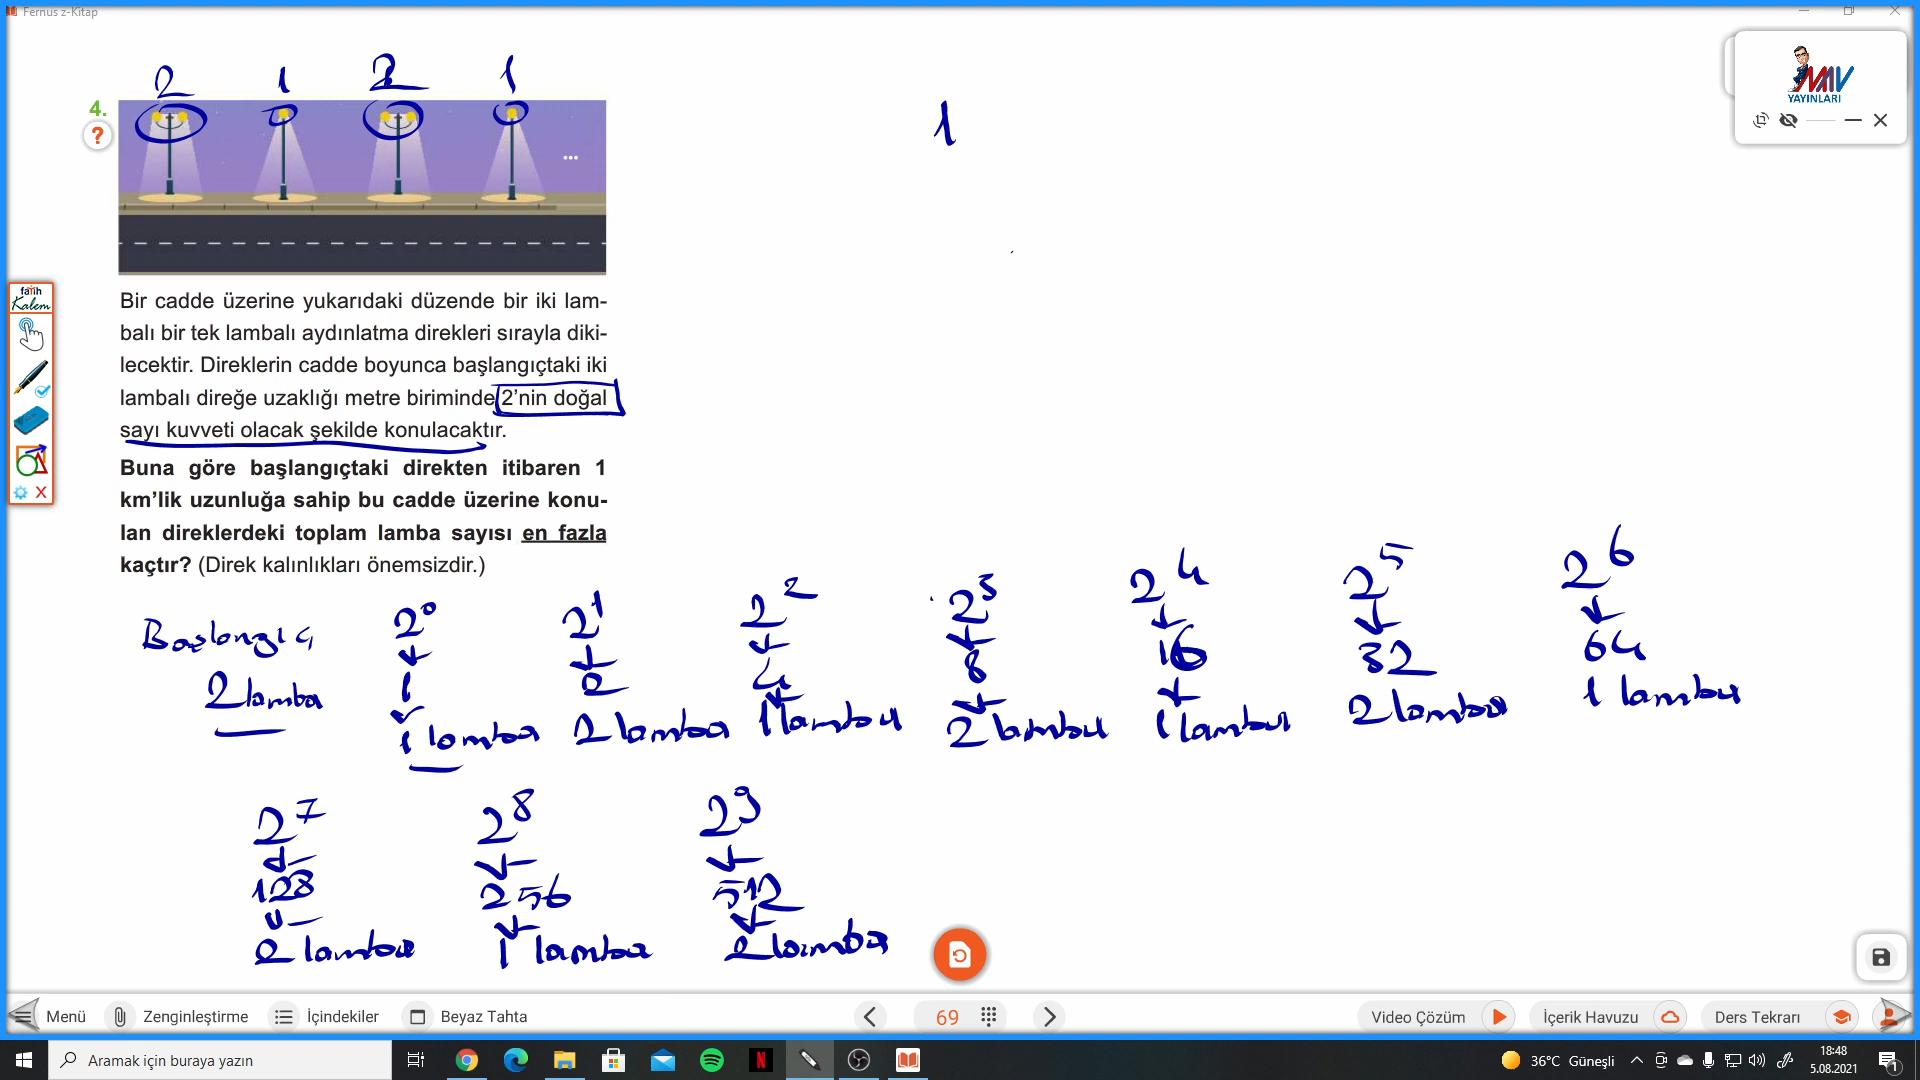 Fernus z-Kitap
2 1 2 1
4.
?
1
MAV
YAYINLARI
fatih
Kalem
Bir cadde üzerine yukarıdaki düzende bir iki lam-
balı bir tek lambalı aydınlatma direkleri sırayla diki-
lecektir. Direklerin cadde boyunca başlangıçtaki iki
lambalı direğe uzaklığı metre biriminde 2'nin doğal
sayı kuvveti olacak şekilde konulacaktır.
Buna göre başlangıçtaki direkten itibaren 1
km'lik uzunluğa sahip bu cadde üzerine konu-
lan direklerdeki toplam lamba sayısı en fazla
kaçtır? (Direk kalınlıkları önemsizdir.)
Başlangıç 2⁰ 2¹ 2² 2³ 2⁴ 2⁵ 2⁶
1 2 4 8 16 32 64
2 lamba 1 lamba 2 lamba 1 lamba 2 lamba 1 lamba 2 lamba 1 lamba
2⁷ 2⁸ 2⁹
128 256 512
2 lamba 1 lamba 2 lamba
Menü Zenginleştirme İçindekiler Beyaz Tahta 69 Video Çözüm İçerik Havuzu Ders Tekrarı
Aramak için buraya yazın 36°C Güneşli 18:48
5.08.2021 1